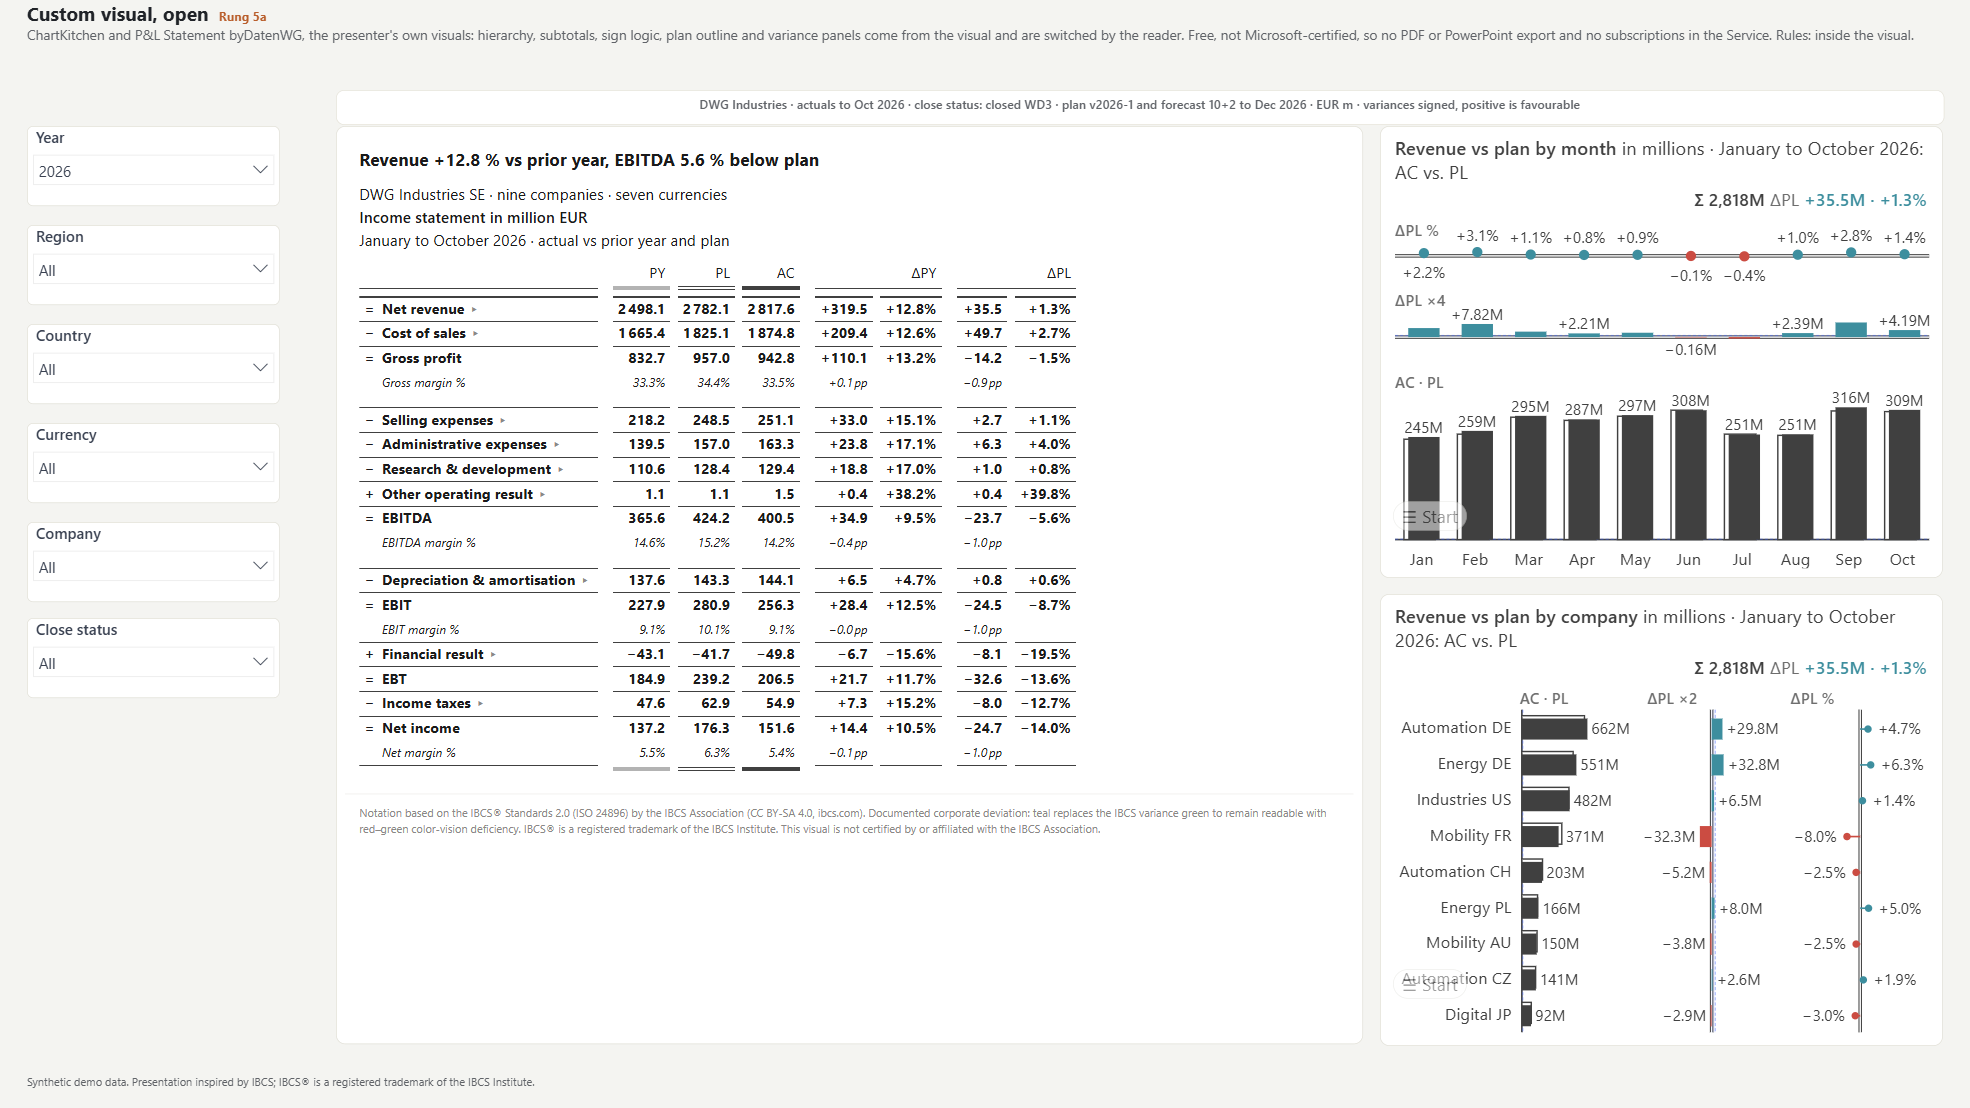 Custom visual, open Rung 5a
ChartKitchen and P&L Statement byDatenWG, the presenter's own visuals: hierarchy, subtotals, sign logic, plan outline and variance panels come from the visual and are switched by the reader. Free, not Microsoft-certified, so no PDF or PowerPoint export and no subscriptions in the Service. Rules: inside the visual.
DWG Industries · actuals to Oct 2026 · close status: closed WD3 · plan v2026-1 and forecast 10+2 to Dec 2026 · EUR m · variances signed, positive is favourable
Year
2026
Region
All
Country
All
Currency
All
Company
All
Close status
All
Revenue +12.8 % vs prior year, EBITDA 5.6 % below plan
DWG Industries SE · nine companies · seven currencies
Income statement in million EUR
January to October 2026 · actual vs prior year and plan
PY PL AC ΔPY ΔPL
= Net revenue ▸ 2 498.1 2 782.1 2 817.6 +319.5 +12.8% +35.5 +1.3%
− Cost of sales ▸ 1 665.4 1 825.1 1 874.8 +209.4 +12.6% +49.7 +2.7%
= Gross profit 832.7 957.0 942.8 +110.1 +13.2% −14.2 −1.5%
Gross margin % 33.3% 34.4% 33.5% +0.1 pp −0.9 pp
− Selling expenses ▸ 218.2 248.5 251.1 +33.0 +15.1% +2.7 +1.1%
− Administrative expenses ▸ 139.5 157.0 163.3 +23.8 +17.1% +6.3 +4.0%
− Research & development ▸ 110.6 128.4 129.4 +18.8 +17.0% +1.0 +0.8%
+ Other operating result ▸ 1.1 1.1 1.5 +0.4 +38.2% +0.4 +39.8%
= EBITDA 365.6 424.2 400.5 +34.9 +9.5% −23.7 −5.6%
EBITDA margin % 14.6% 15.2% 14.2% −0.4 pp −1.0 pp
− Depreciation & amortisation ▸ 137.6 143.3 144.1 +6.5 +4.7% +0.8 +0.6%
= EBIT 227.9 280.9 256.3 +28.4 +12.5% −24.5 −8.7%
EBIT margin % 9.1% 10.1% 9.1% −0.0 pp −1.0 pp
+ Financial result ▸ −43.1 −41.7 −49.8 −6.7 −15.6% −8.1 −19.5%
= EBT 184.9 239.2 206.5 +21.7 +11.7% −32.6 −13.6%
− Income taxes ▸ 47.6 62.9 54.9 +7.3 +15.2% −8.0 −12.7%
= Net income 137.2 176.3 151.6 +14.4 +10.5% −24.7 −14.0%
Net margin % 5.5% 6.3% 5.4% −0.1 pp −1.0 pp
Notation based on the IBCS® Standards 2.0 (ISO 24896) by the IBCS Association (CC BY-SA 4.0, ibcs.com). Documented corporate deviation: teal replaces the IBCS variance green to remain readable with
red–green color-vision deficiency. IBCS® is a registered trademark of the IBCS Institute. This visual is not certified by or affiliated with the IBCS Association.
Revenue vs plan by month in millions · January to October 2026:
AC vs. PL
Σ 2,818M ΔPL +35.5M · +1.3%
ΔPL % +3.1% +1.1% +0.8% +0.9% +1.0% +2.8% +1.4%
+2.2% −0.1% −0.4%
ΔPL ×4
+7.82M +2.21M +2.39M +4.19M
−0.16M
AC · PL
245M 259M 295M 287M 297M 308M 251M 251M 316M 309M
Start
Jan Feb Mar Apr May Jun Jul Aug Sep Oct
Revenue vs plan by company in millions · January to October
2026: AC vs. PL
Σ 2,818M ΔPL +35.5M · +1.3%
AC · PL ΔPL ×2 ΔPL %
Automation DE 662M +29.8M +4.7%
Energy DE 551M +32.8M +6.3%
Industries US 482M +6.5M +1.4%
Mobility FR 371M −32.3M −8.0%
Automation CH 203M −5.2M −2.5%
Energy PL 166M +8.0M +5.0%
Mobility AU 150M −3.8M −2.5%
Automation CZ 141M +2.6M +1.9%
Start
Digital JP 92M −2.9M −3.0%
Synthetic demo data. Presentation inspired by IBCS; IBCS® is a registered trademark of the IBCS Institute.